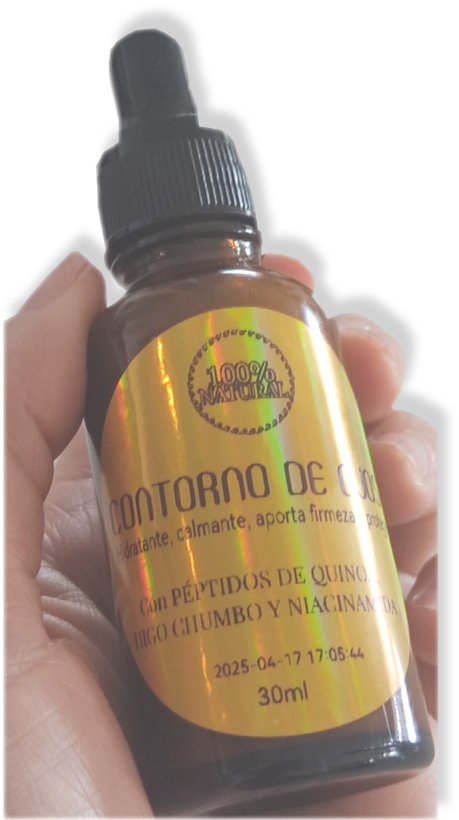 100%
NATURAL
CONTORNO DE OJOS
Hidratante, calmante, aporta firmeza
Con PÉPTIDOS DE QUINOA,
HIGO CHUMBO Y NIACINAMIDA
2025-04-17 17:05:44
30ml